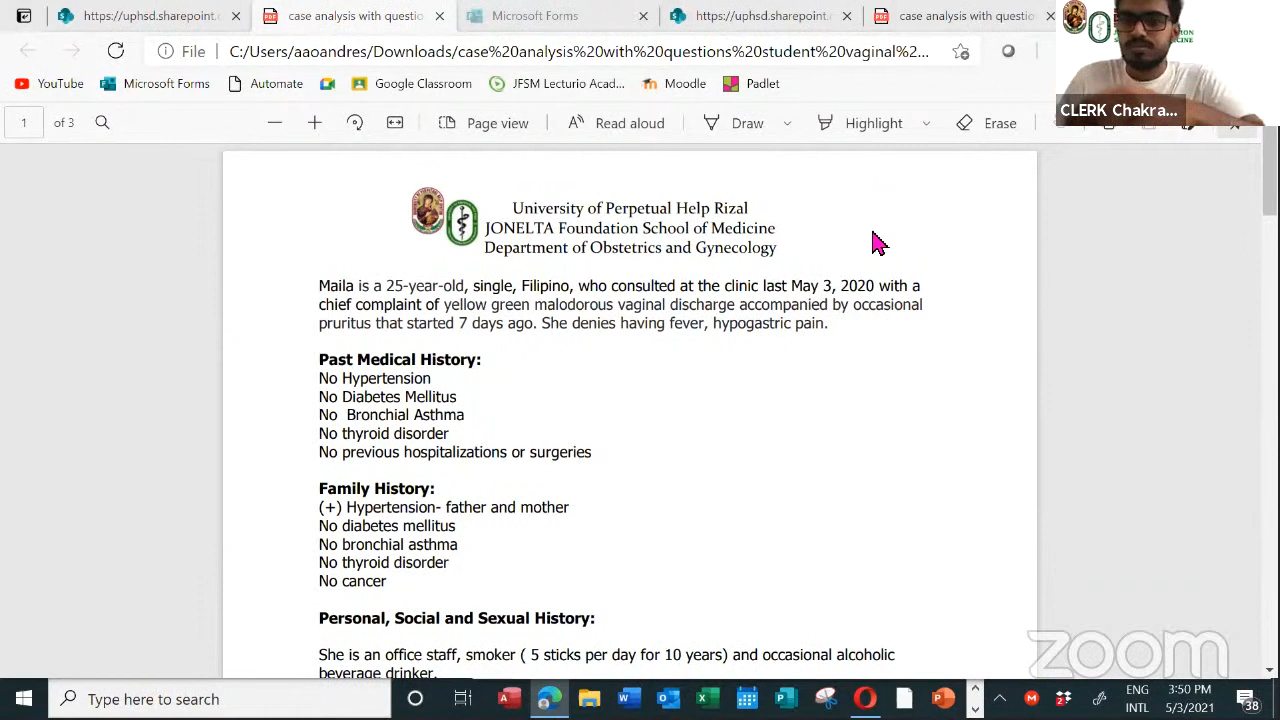 https://uphsd.sharepoint.c
case analysis with questio
Microsoft Forms
https://uphsd.sharepoint
case analysis with questio
File
C:/Users/aaoandres/Downloads/case%20analysis%20with%20questions%20student%20vaginal%2...
YouTube
Microsoft Forms
Automate
Google Classroom
JFSM Lecturio Acad...
Moodle
Padlet
CLERK Chakra...
1 of 3
Page view
Read aloud
Draw
Highlight
Erase
University of Perpetual Help Rizal
JONELTA Foundation School of Medicine
Department of Obstetrics and Gynecology
Maila is a 25-year-old, single, Filipino, who consulted at the clinic last May 3, 2020 with a
chief complaint of yellow green malodorous vaginal discharge accompanied by occasional
pruritus that started 7 days ago. She denies having fever, hypogastric pain.
Past Medical History:
No Hypertension
No Diabetes Mellitus
No Bronchial Asthma
No thyroid disorder
No previous hospitalizations or surgeries
Family History:
(+) Hypertension- father and mother
No diabetes mellitus
No bronchial asthma
No thyroid disorder
No cancer
Personal, Social and Sexual History:
She is an office staff, smoker ( 5 sticks per day for 10 years) and occasional alcoholic
beverage drinker.
zoom
Type here to search
ENG
INTL
3:50 PM
5/3/2021
38